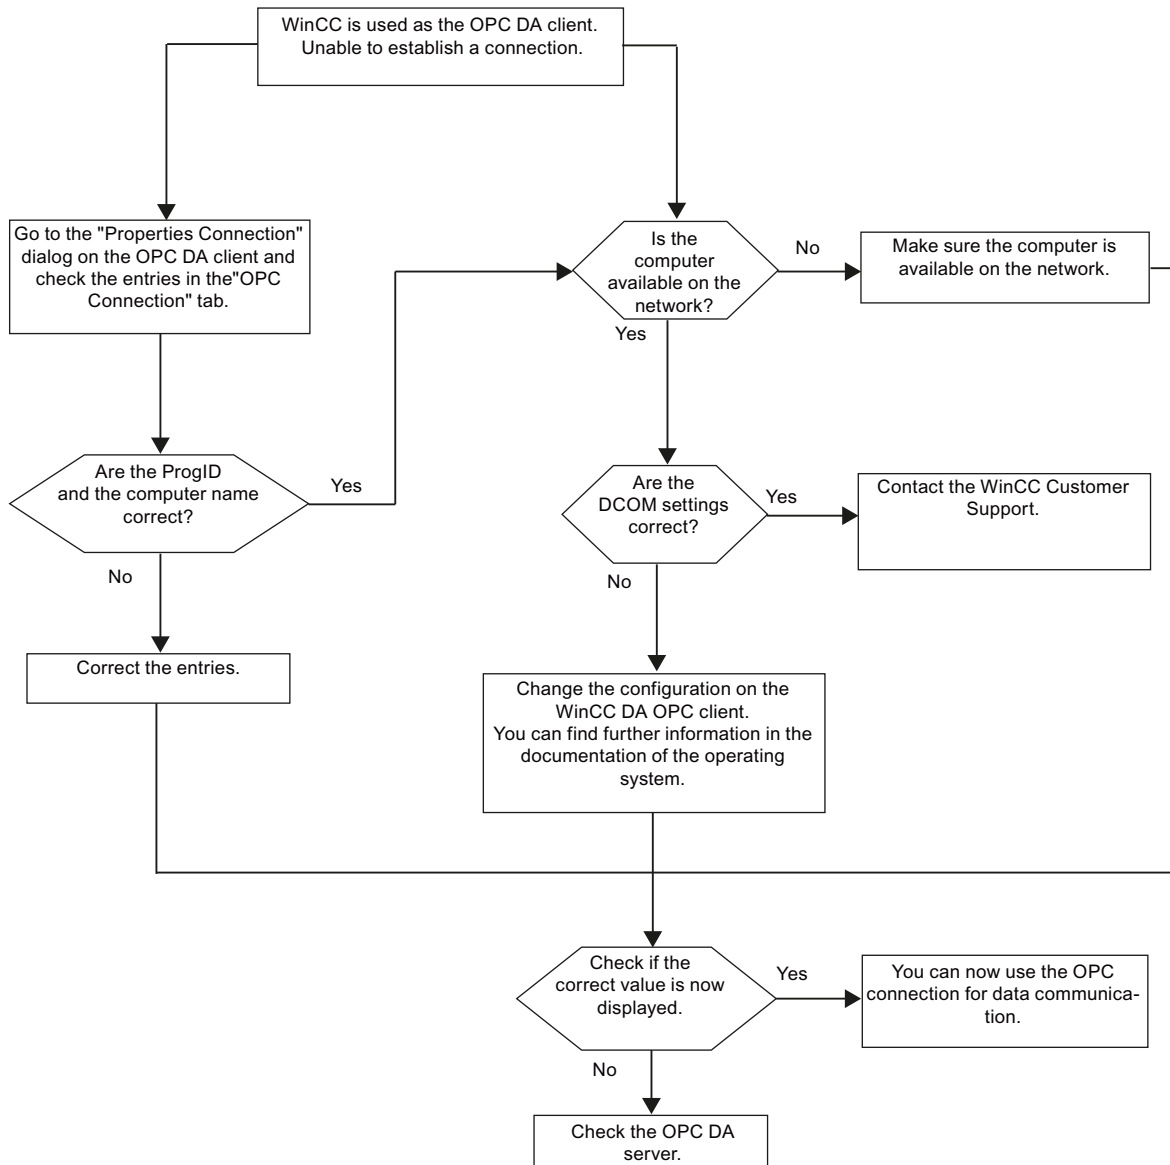 WinCC is used as the OPC DA client.
Unable to establish a connection.
Go to the "Properties Connection"
dialog on the OPC DA client and
check the entries in the"OPC
Connection" tab.
Is the
computer
available on the
network?
No
Make sure the computer is
available on the network.
Yes
Are the ProgID
and the computer name
correct?
Yes
Are the
DCOM settings
correct?
Yes
Contact the WinCC Customer
Support.
No
No
Correct the entries.
Change the configuration on the
WinCC DA OPC client.
You can find further information in the
documentation of the operating
system.
Check if the
correct value is now
displayed.
Yes
You can now use the OPC
connection for data communica-
tion.
No
Check the OPC DA
server.